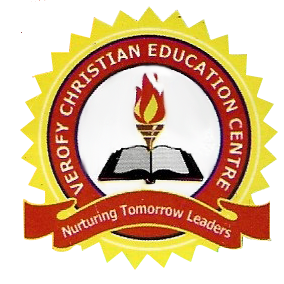 VEROFY CHRISTIAN EDUCATION CENTRE
Nurturing Tomorrow Leaders